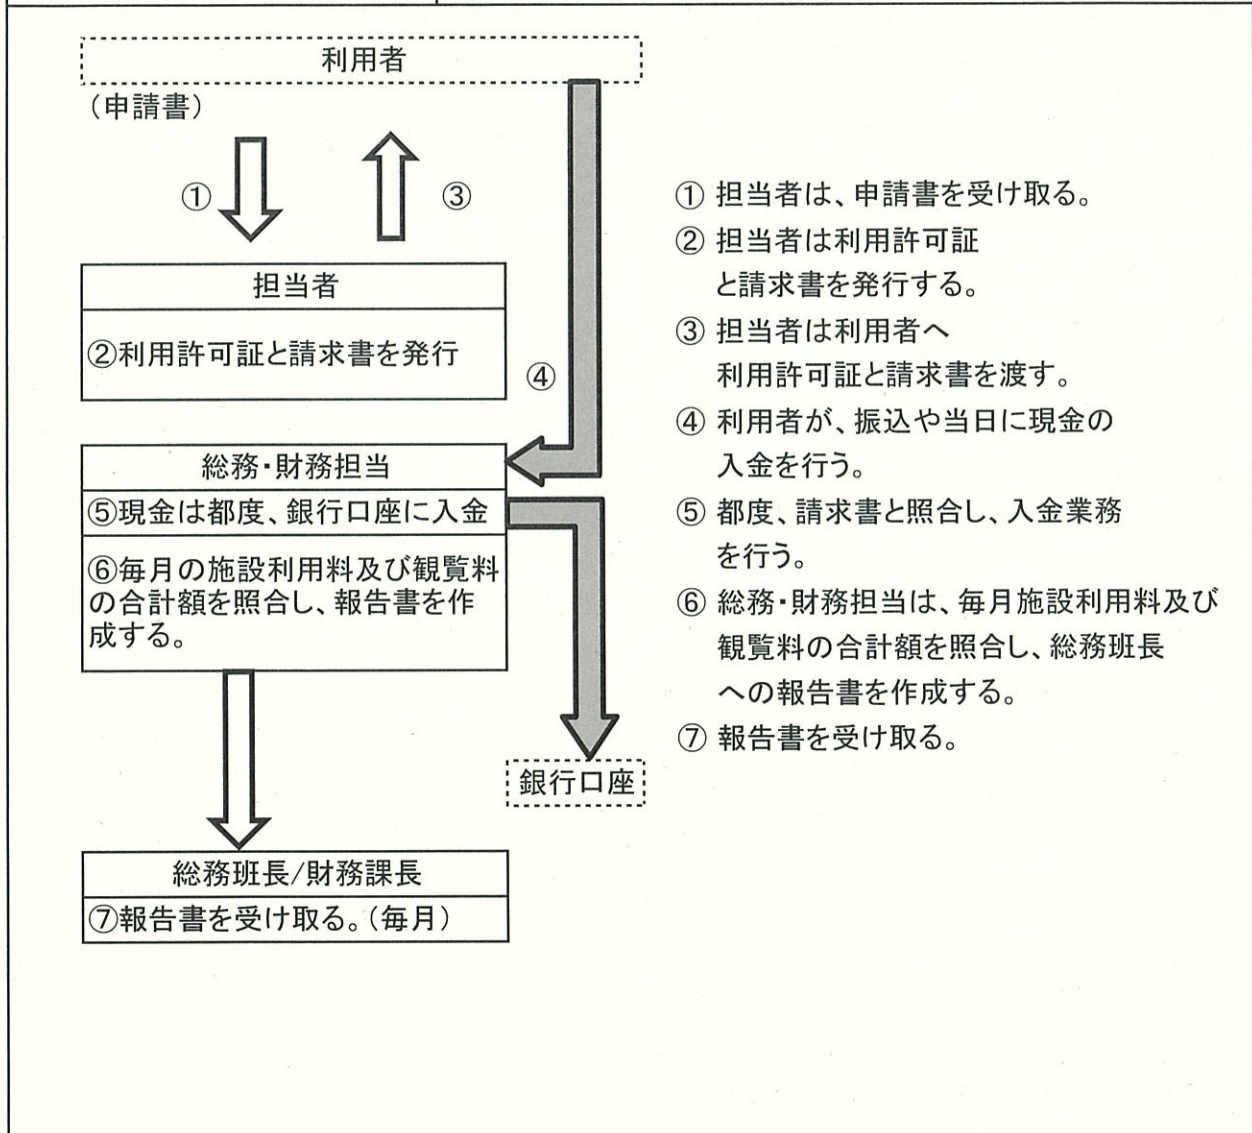 利用者
（申請書）
①
③
担当者
②利用許可証と請求書を発行
④
総務・財務担当
⑤現金は都度、銀行口座に入金
⑥毎月の施設利用料及び観覧料
の合計額を照合し、報告書を作
成する。
銀行口座
総務班長/財務課長
⑦報告書を受け取る。（毎月）
① 担当者は、申請書を受け取る。
② 担当者は利用許可証
と請求書を発行する。
③ 担当者は利用者へ
利用許可証と請求書を渡す。
④ 利用者が、振込や当日に現金の
入金を行う。
⑤ 都度、請求書と照合し、入金業務
を行う。
⑥ 総務・財務担当は、毎月施設利用料及び
観覧料の合計額を照合し、総務班長
への報告書を作成する。
⑦ 報告書を受け取る。